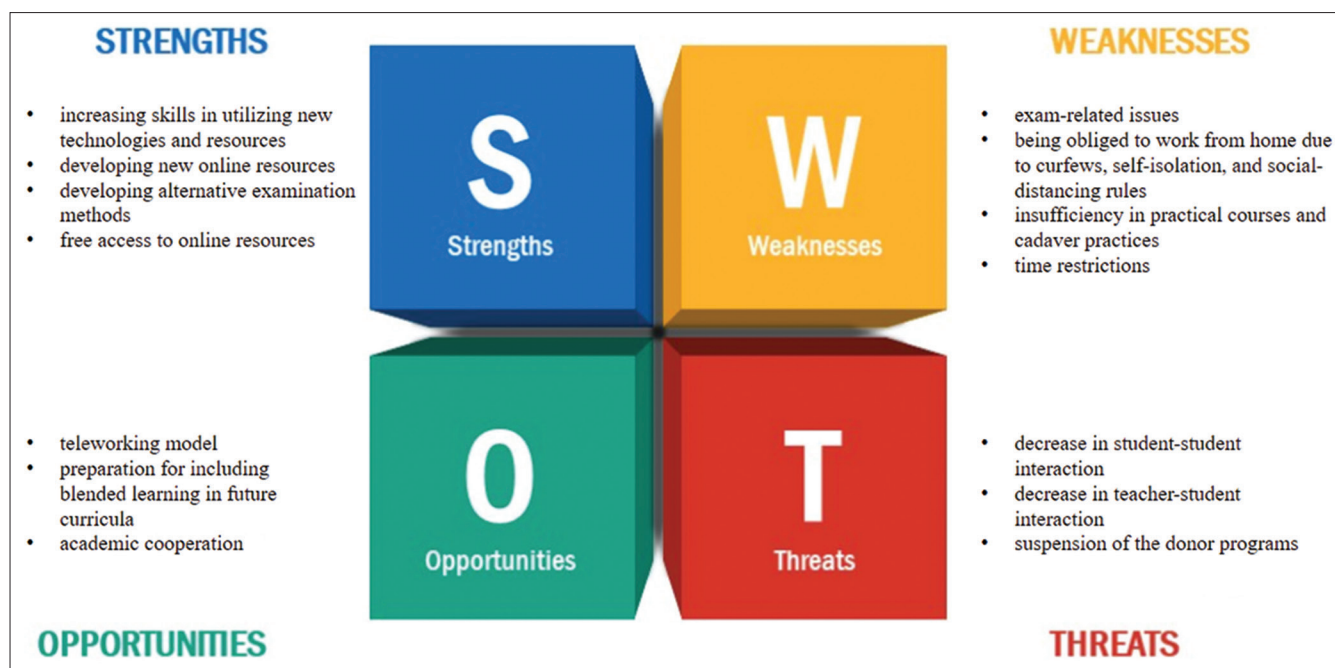 STRENGTHS
• increasing skills in utilizing new
technologies and resources
• developing new online resources
• developing alternative examination
methods
• free access to online resources
S
Strengths
W
Weaknesses
WEAKNESSES
• exam-related issues
• being obliged to work from home due
to curfews, self-isolation, and social-
distancing rules
• insufficiency in practical courses and
cadaver practices
• time restrictions
• teleworking model
• preparation for including
blended learning in future
curricula
• academic cooperation
OPPORTUNITIES
O
Opportunities
T
Threats
• decrease in student-student
interaction
• decrease in teacher-student
interaction
• suspension of the donor programs
THREATS